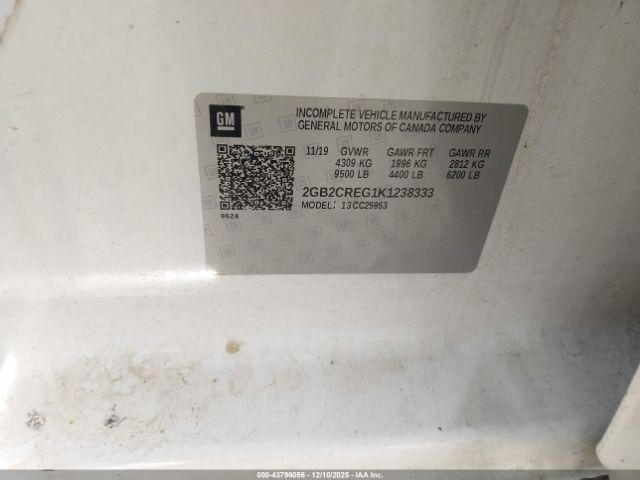 GM
INCOMPLETE VEHICLE MANUFACTURED BY
GENERAL MOTORS OF CANADA COMPANY
11/19 GVWR GAWR FRT GAWR RR
4309 KG 1996 KG 2812 KG
9500 LB 4400 LB 6200 LB
2GB2CREG1K1238333
MODEL: 13CC25953
0624
000-43796056 - 12/10/2025 - IAA Inc.